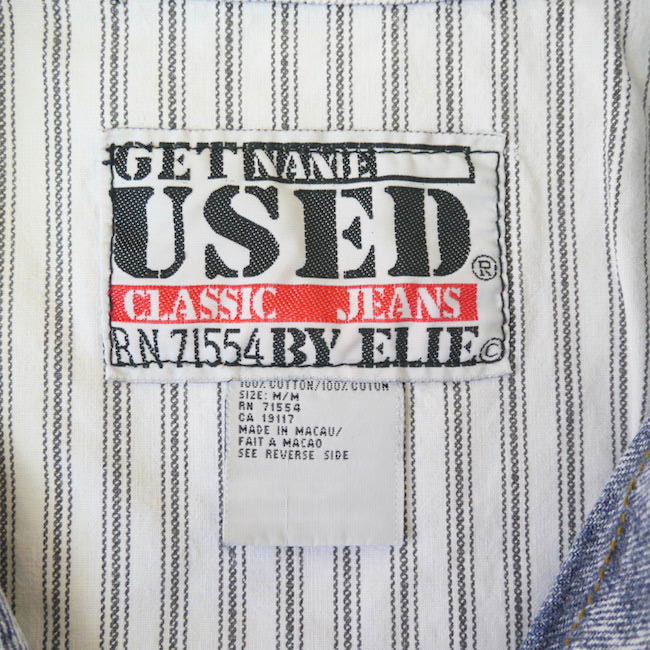 GET NAME
USED®
CLASSIC JEANS
RN 71554 BY ELIE©
100% COTTON/100% COTON
SIZE: M/M
RN 71554
CA 19117
MADE IN MACAU/
FAIT A MACAO
SEE REVERSE SIDE